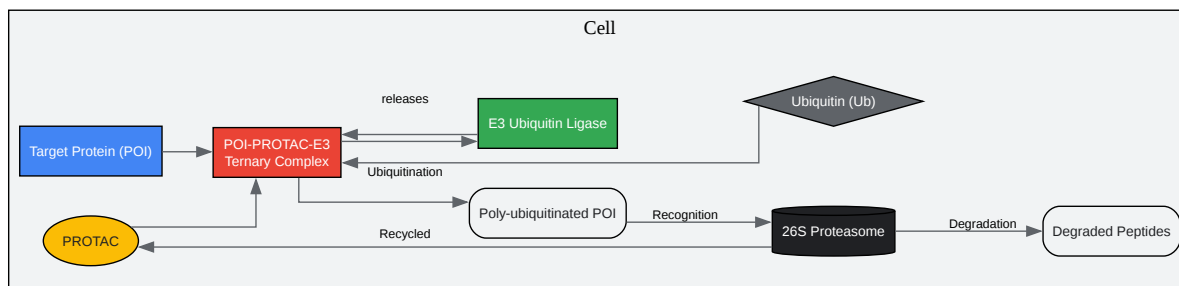 Cell
releases
Ubiquitin (Ub)
E3 Ubiquitin Ligase
Target Protein (POI)
POI-PROTAC-E3
Ternary Complex
Ubiquitination
Poly-ubiquitinated POI
Recognition
PROTAC
Recycled
26S Proteasome
Degradation
Degraded Peptides